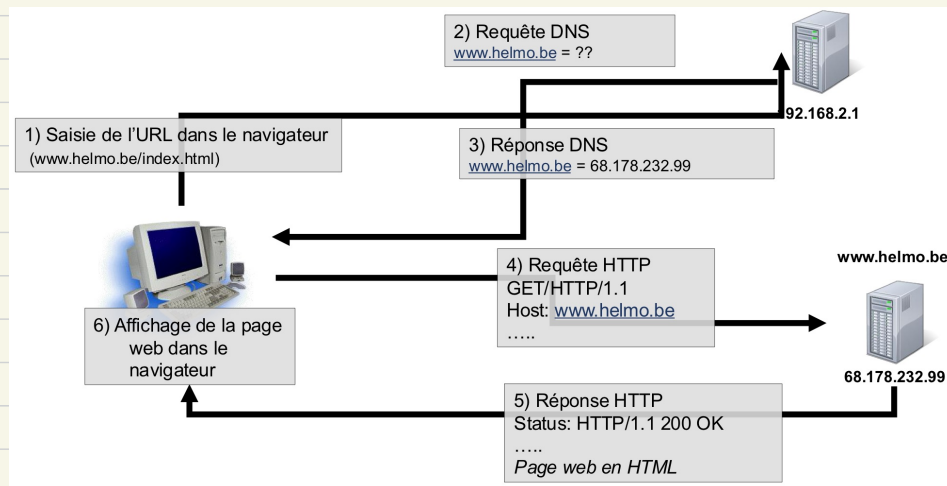 2) Requête DNS
www.helmo.be = ??
92.168.2.1
1) Saisie de l'URL dans le navigateur
(www.helmo.be/index.html)
3) Réponse DNS
www.helmo.be = 68.178.232.99
4) Requête HTTP
GET/HTTP/1.1
Host: www.helmo.be
…..
www.helmo.be
68.178.232.99
6) Affichage de la page
web dans le
navigateur
5) Réponse HTTP
Status: HTTP/1.1 200 OK
…..
Page web en HTML